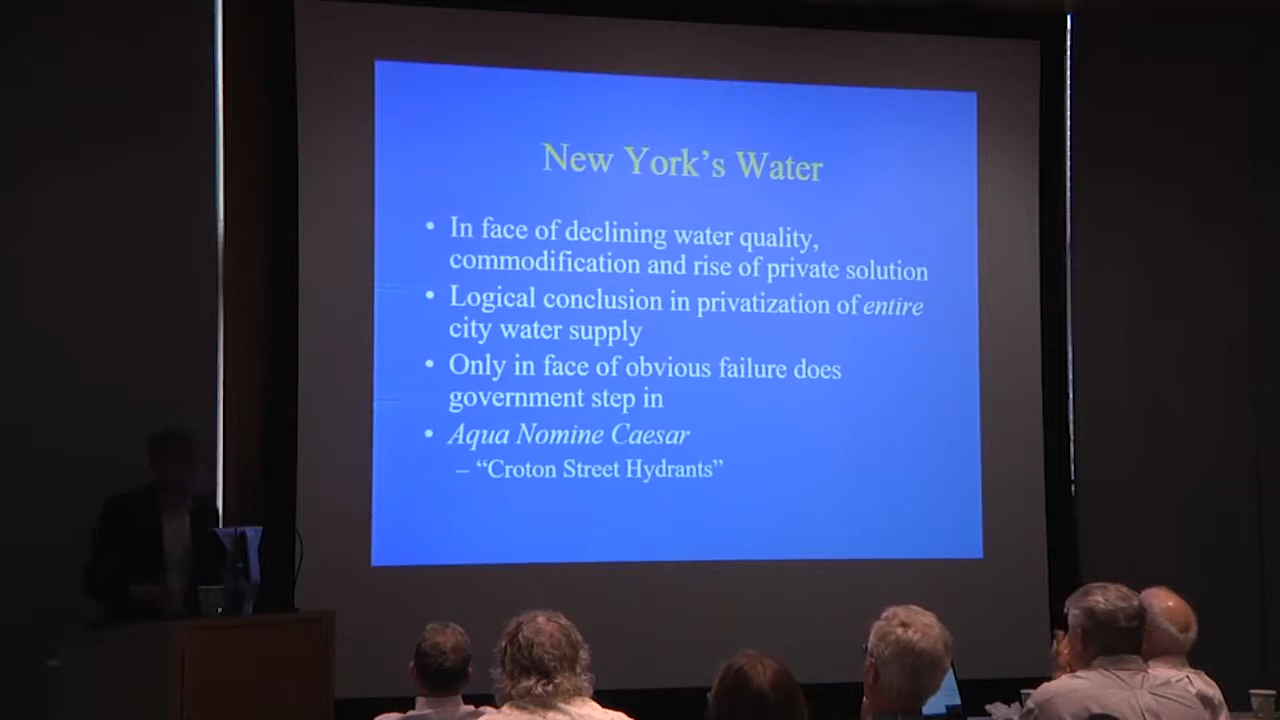 New York's Water
• In face of declining water quality,
commodification and rise of private solution
• Logical conclusion in privatization of entire
city water supply
• Only in face of obvious failure does
government step in
• Aqua Nomine Caesar
– “Croton Street Hydrants”